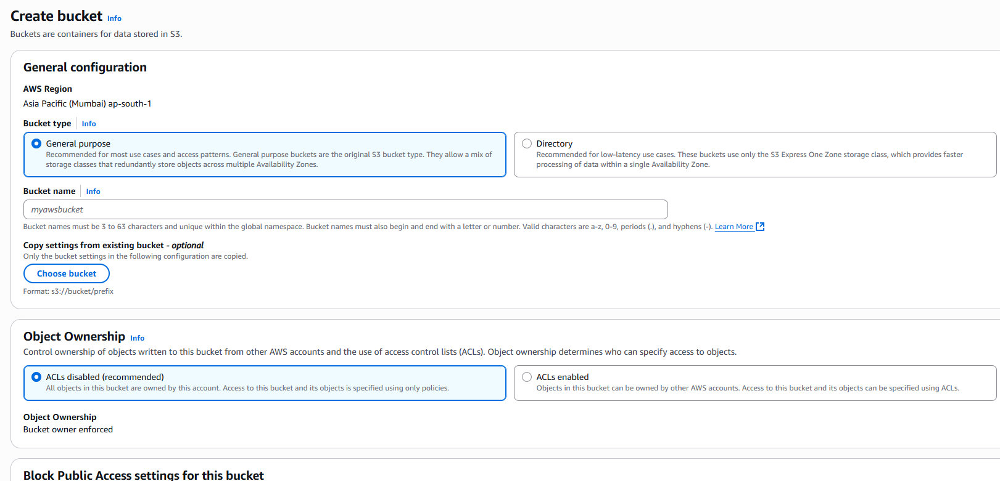 Create bucket Info
Buckets are containers for data stored in S3.
General configuration
AWS Region
Asia Pacific (Mumbai) ap-south-1
Bucket type Info
General purpose
Recommended for most use cases and access patterns. General purpose buckets are the original S3 bucket type. They allow a mix of
storage classes that redundantly store objects across multiple Availability Zones.
Directory
Recommended for low-latency use cases. These buckets use only the S3 Express One Zone storage class, which provides faster
processing of data within a single Availability Zone.
Bucket name Info
myawsbucket
Bucket names must be 3 to 63 characters and unique within the global namespace. Bucket names must also begin and end with a letter or number. Valid characters are a-z, 0-9, periods (.), and hyphens (-). Learn More
Copy settings from existing bucket - optional
Only the bucket settings in the following configuration are copied.
Choose bucket
Format: s3://bucket/prefix
Object Ownership Info
Control ownership of objects written to this bucket from other AWS accounts and the use of access control lists (ACLs). Object ownership determines who can specify access to objects.
ACLs disabled (recommended)
All objects in this bucket are owned by this account. Access to this bucket and its objects is specified using only policies.
ACLs enabled
Objects in this bucket can be owned by other AWS accounts. Access to this bucket and its objects can be specified using ACLs.
Object Ownership
Bucket owner enforced
Block Public Access settings for this bucket